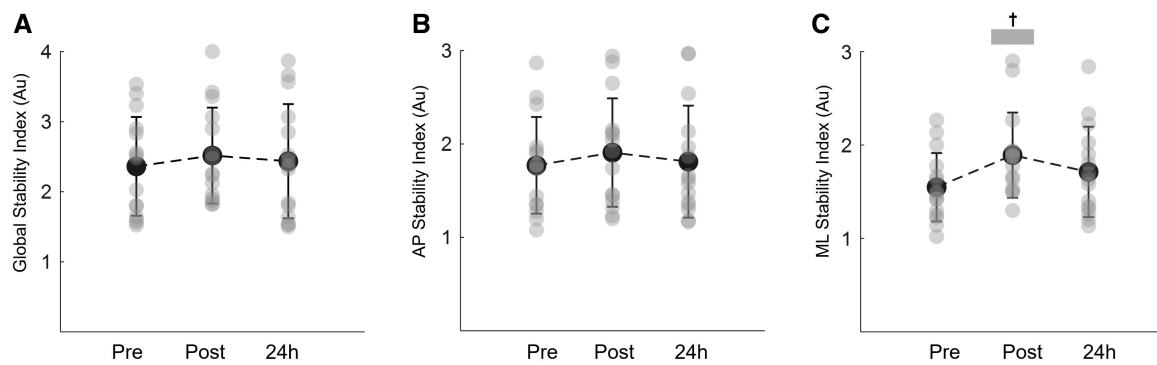 A
Global Stability Index (Au)
4
3
2
1
Pre Post 24h
B
AP Stability Index (Au)
3
2
1
Pre Post 24h
C
†
ML Stability Index (Au)
3
2
1
Pre Post 24h